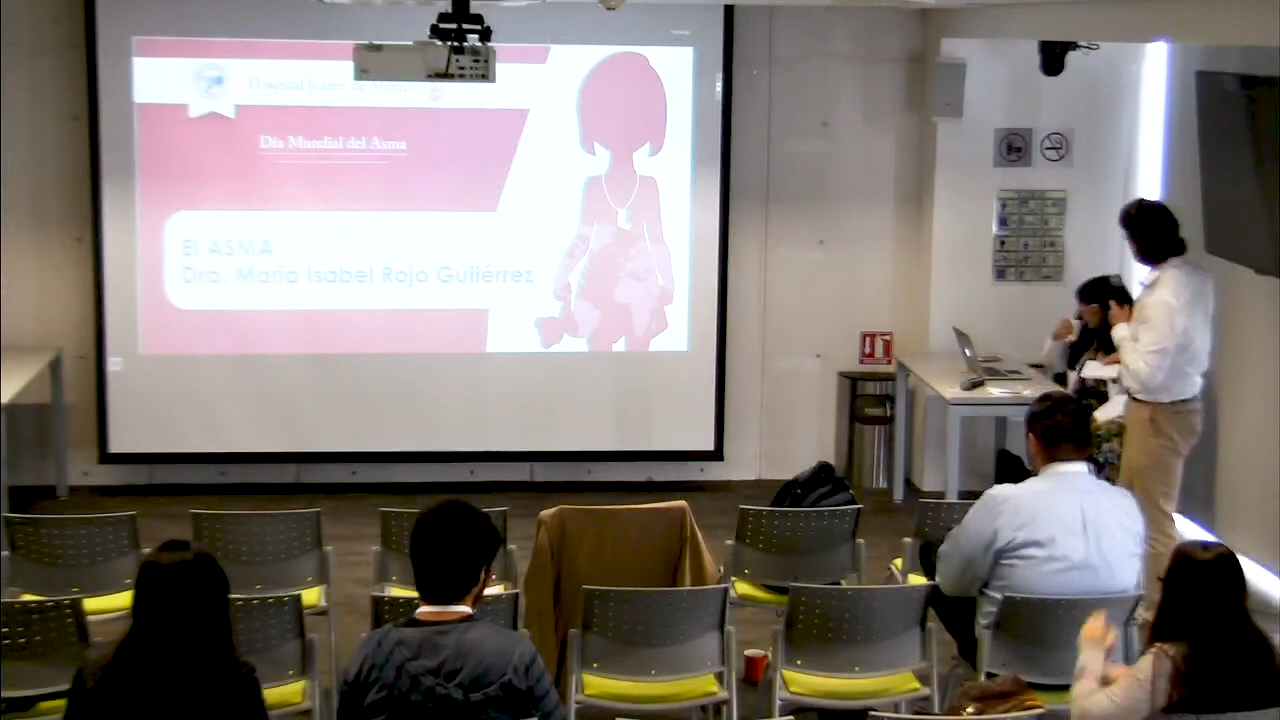 Hospital Juárez de México
Día Mundial del Asma
El ASMA
Dra. María Isabel Rojo Gutiérrez